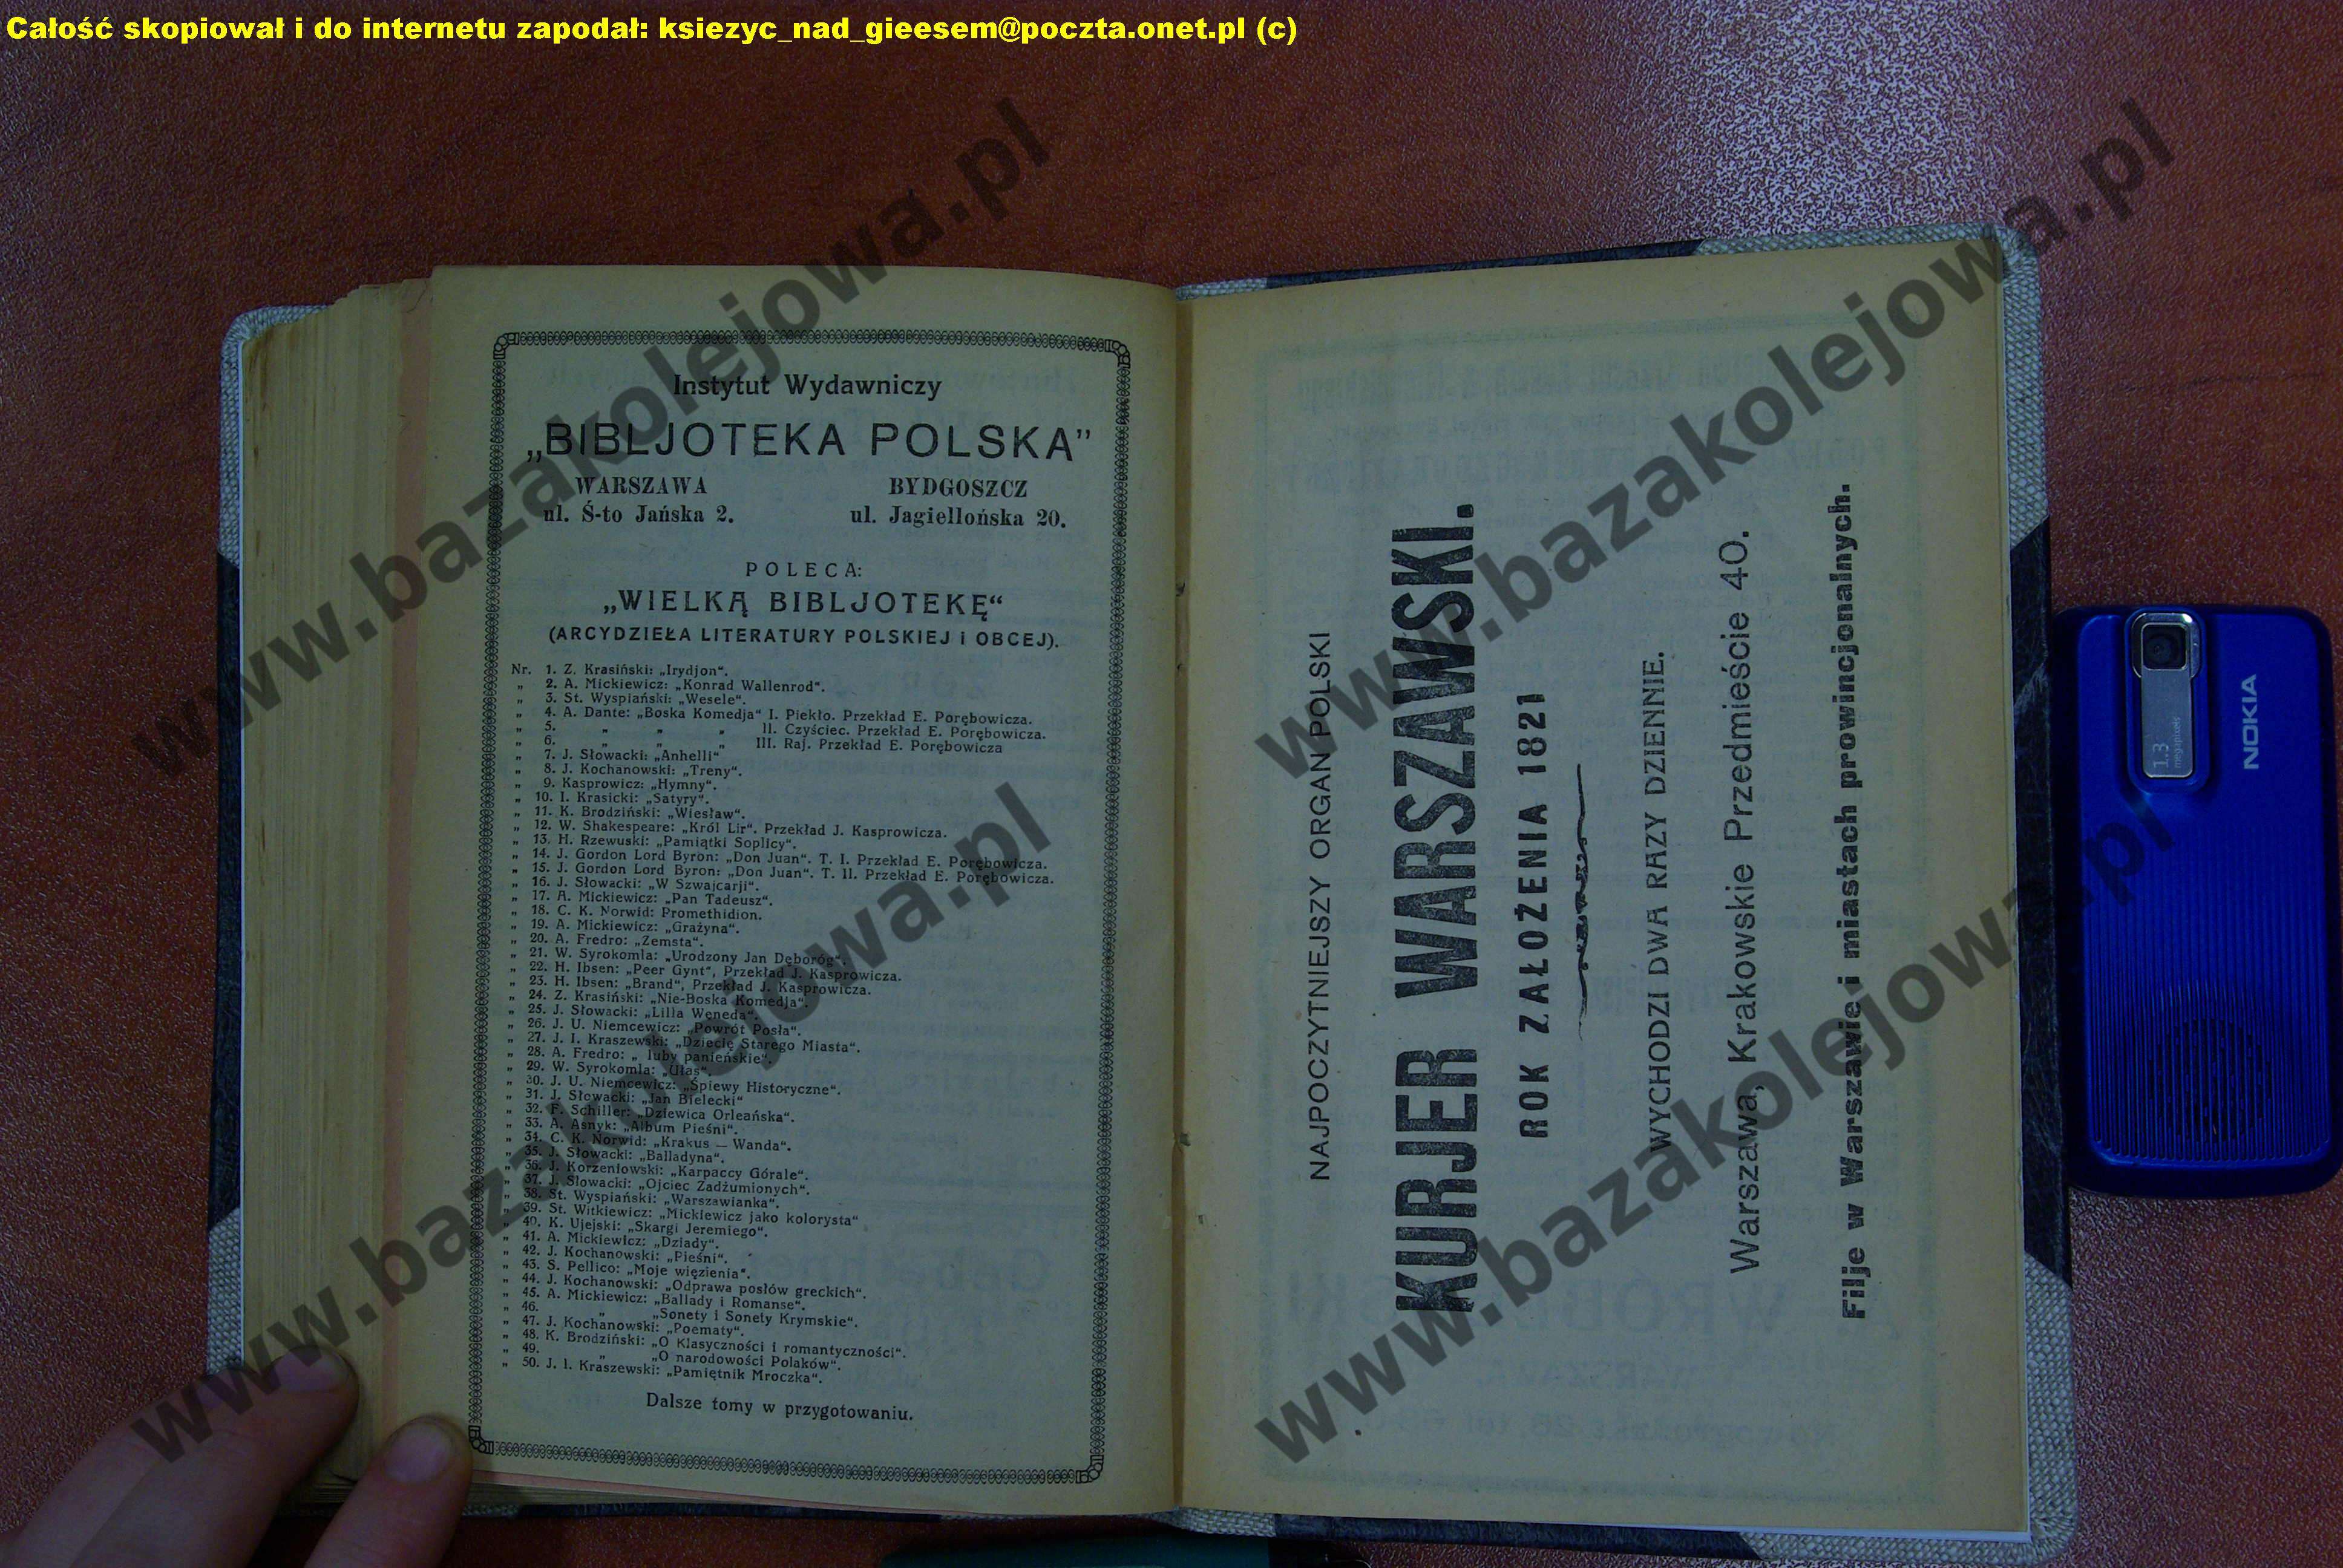 Całość skopiował i do internetu zapodał: ksiezyc_nad_gieesem@poczta.onet.pl (c)
Instytut Wydawniczy
„BIBLJOTEKA POLSKA”
WARSZAWA BYDGOSZCZ
ul. Ś-to Jańska 2. ul. Jagiellońska 20.
POLECA:
„WIELKĄ BIBLJOTEKĘ“
(ARCYDZIEŁA LITERATURY POLSKIEJ i OBCEJ).
Nr. 1. Z. Krasiński: „Irydjon“.
„ 2. A. Mickiewicz: „Konrad Wallenrod“.
„ 3. St. Wyspiański: „Wesele“.
„ 4. A. Dante: „Boska Komedja“ I. Piekło. Przekład E. Porębowicza.
„ 5. „ „ „ II. Czyściec. Przekład E. Porębowicza.
„ 6. „ „ „ III. Raj. Przekład E. Porębowicza
„ 7. J. Słowacki: „Anhelli“
„ 8. J. Kochanowski: „Treny“.
„ 9. Kasprowicz: „Hymny“.
„ 10. I. Krasicki: „Satyry“.
„ 11. K. Brodziński: „Wiesław“.
„ 12. W. Shakespeare: „Król Lir“. Przekład J. Kasprowicza.
„ 13. H. Rzewuski: „Pamiątki Soplicy“.
„ 14. J. Gordon Lord Byron: „Don Juan“. T. I. Przekład E. Porębowicza.
„ 15. J. Gordon Lord Byron: „Don Juan“. T. II. Przekład E. Porębowicza.
„ 16. J. Słowacki: „W Szwajcarji“.
„ 17. A. Mickiewicz: „Pan Tadeusz“.
„ 18. C. K. Norwid: Promethidion.
„ 19. A. Mickiewicz: „Grażyna“.
„ 20. A. Fredro: „Zemsta“.
„ 21. W. Syrokomla: „Urodzony Jan Dęboróg“.
„ 22. H. Ibsen: „Peer Gynt“, Przekład J. Kasprowicza.
„ 23. H. Ibsen: „Brand“, Przekład J. Kasprowicza.
„ 24. Z. Krasiński: „Nie-Boska Komedja“.
„ 25. J. Słowacki: „Lilla Weneda“.
„ 26. J. U. Niemcewicz: „Powrót Posła“.
„ 27. J. I. Kraszewski: „Dziecię Starego Miasta“.
„ 28. A. Fredro: „ luby panieńskie“.
„ 29. W. Syrokomla: „Ułas“.
„ 30. J. U. Niemcewicz: „Śpiewy Historyczne“.
„ 31. J. Słowacki: „Jan Bielecki“
„ 32. F. Schiller: „Dziewica Orleańska“.
„ 33. A. Asnyk: „Album Pieśni“.
„ 34. C. K. Norwid: „Krakus — Wanda“.
„ 35. J. Słowacki: „Balladyna“.
„ 36. J. Korzeniowski: „Karpaccy Górale“.
„ 37. J. Słowacki: „Ojciec Zadżumionych“.
„ 38. St. Wyspiański: „Warszawianka“.
„ 39. St. Witkiewicz: „Mickiewicz jako kolorysta“
„ 40. K. Ujejski: „Skargi Jeremiego“.
„ 41. A. Mickiewicz: „Dziady“.
„ 42. J. Kochanowski: „Pieśni“.
„ 43. S. Pellico: „Moje więzienia“.
„ 44. J. Kochanowski: „Odprawa posłów greckich“.
„ 45. A. Mickiewicz: „Ballady i Romanse“.
„ 46. „ „Sonety i Sonety Krymskie“.
„ 47. J. Kochanowski: „Poematy“.
„ 48. K. Brodziński: „O Klasyczności i romantyczności“.
„ 49. „ „O narodowości Polaków“.
„ 50. J. I. Kraszewski: „Pamiętnik Mroczka“.
Dalsze tomy w przygotowaniu.
NAJPOCZYTNIEJSZY ORGAN POLSKI
KURJER WARSZAWSKI.
ROK ZAŁOŻENIA 1821
WYCHODZI DWA RAZY DZIENNIE.
Warszawa, Krakowskie Przedmieście 40.
Filje w Warszawie i miastach prowincjonalnych.
1.3
megapixels
NOKIA
www.bazakolejowa.pl
www.bazakolejowa.pl
www.bazakolejowa.pl
www.bazakolejowa.pl